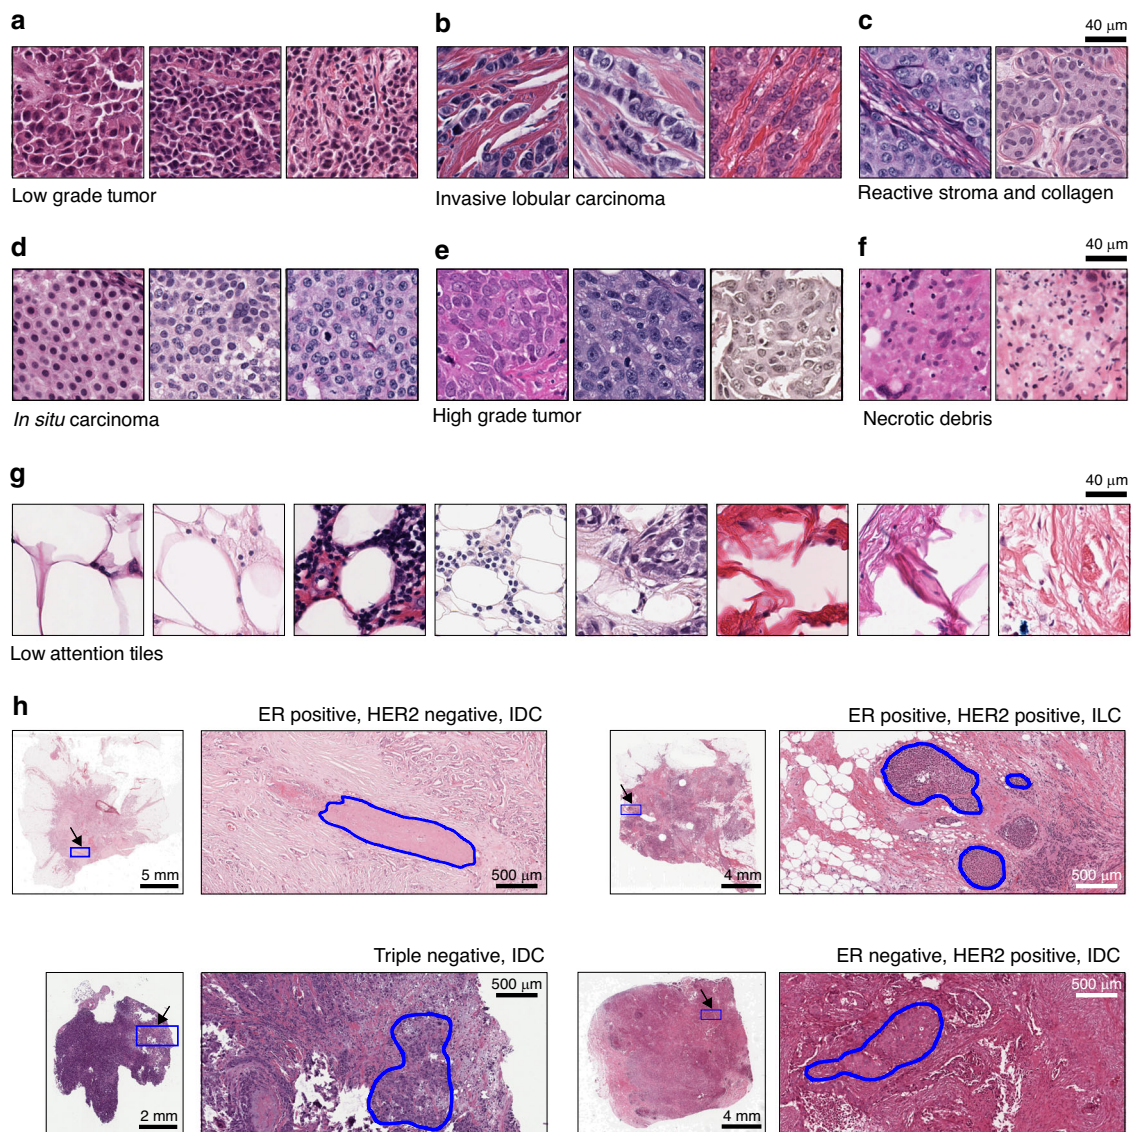 a
b
c
40 μm
Low grade tumor
Invasive lobular carcinoma
Reactive stroma and collagen
d
e
f
40 μm
In situ carcinoma
High grade tumor
Necrotic debris
g
40 μm
Low attention tiles
h
ER positive, HER2 negative, IDC
ER positive, HER2 positive, ILC
5 mm
500 μm
4 mm
500 μm
Triple negative, IDC
ER negative, HER2 positive, IDC
500 μm
500 μm
2 mm
4 mm